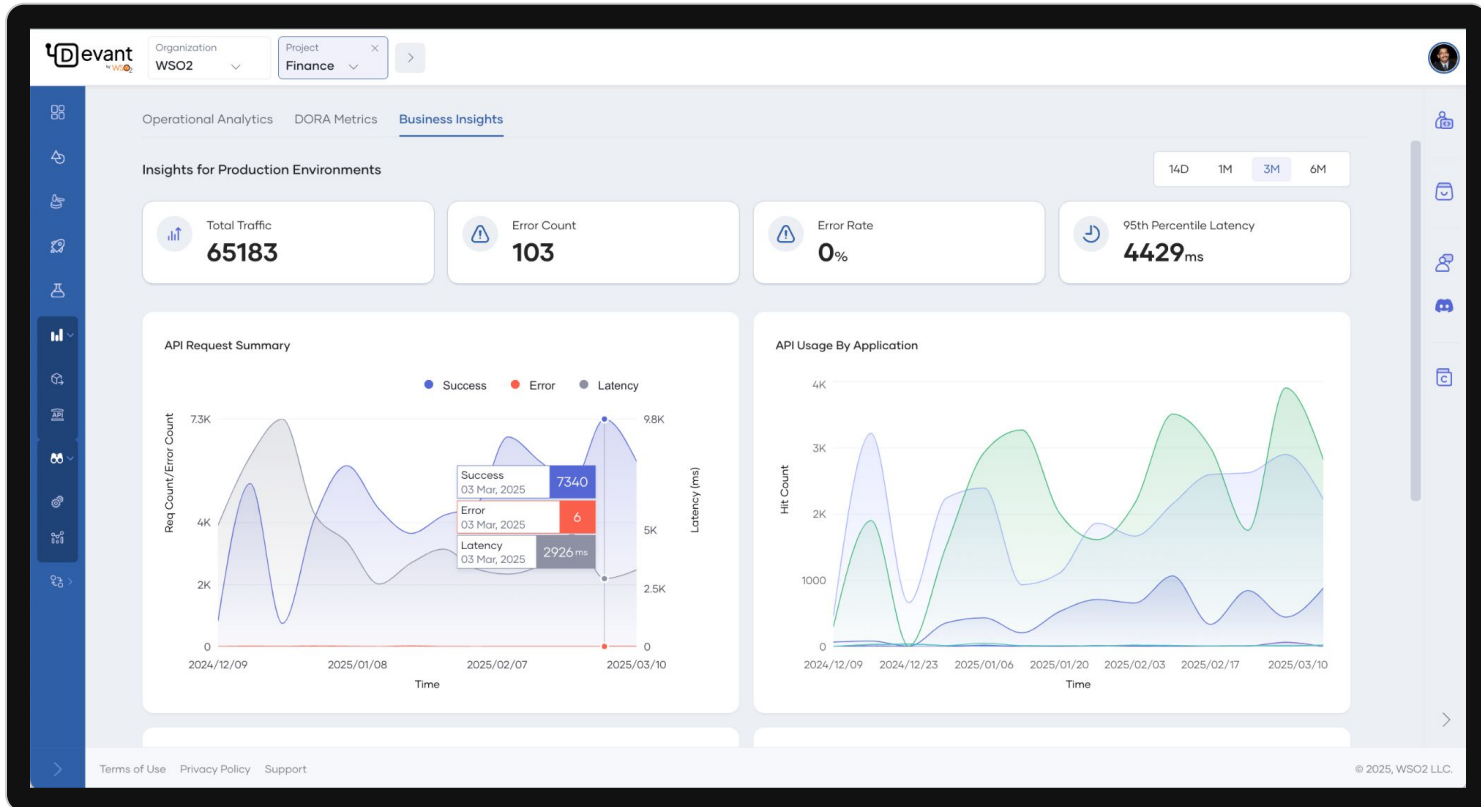 Devant
by WSO2
Organization
WSO2
Project
Finance
Operational Analytics DORA Metrics Business Insights
Insights for Production Environments
14D 1M 3M 6M
Total Traffic
65183
Error Count
103
Error Rate
0%
95th Percentile Latency
4429ms
API Request Summary
Success Error Latency
Req Count/Error Count
7.3K
4K
2K
0
9.8K
5K
2.5K
0
Latency (ms)
Success
03 Mar, 2025
7340
Error
03 Mar, 2025
6
Latency
03 Mar, 2025
2926 ms
2024/12/09 2025/01/08 2025/02/07 2025/03/10
Time
API Usage By Application
Hit Count
4K
3K
2K
1000
0
2024/12/09 2024/12/23 2025/01/06 2025/01/20 2025/02/03 2025/02/17 2025/03/10
Time
API
C
Terms of Use Privacy Policy Support
© 2025, WSO2 LLC.